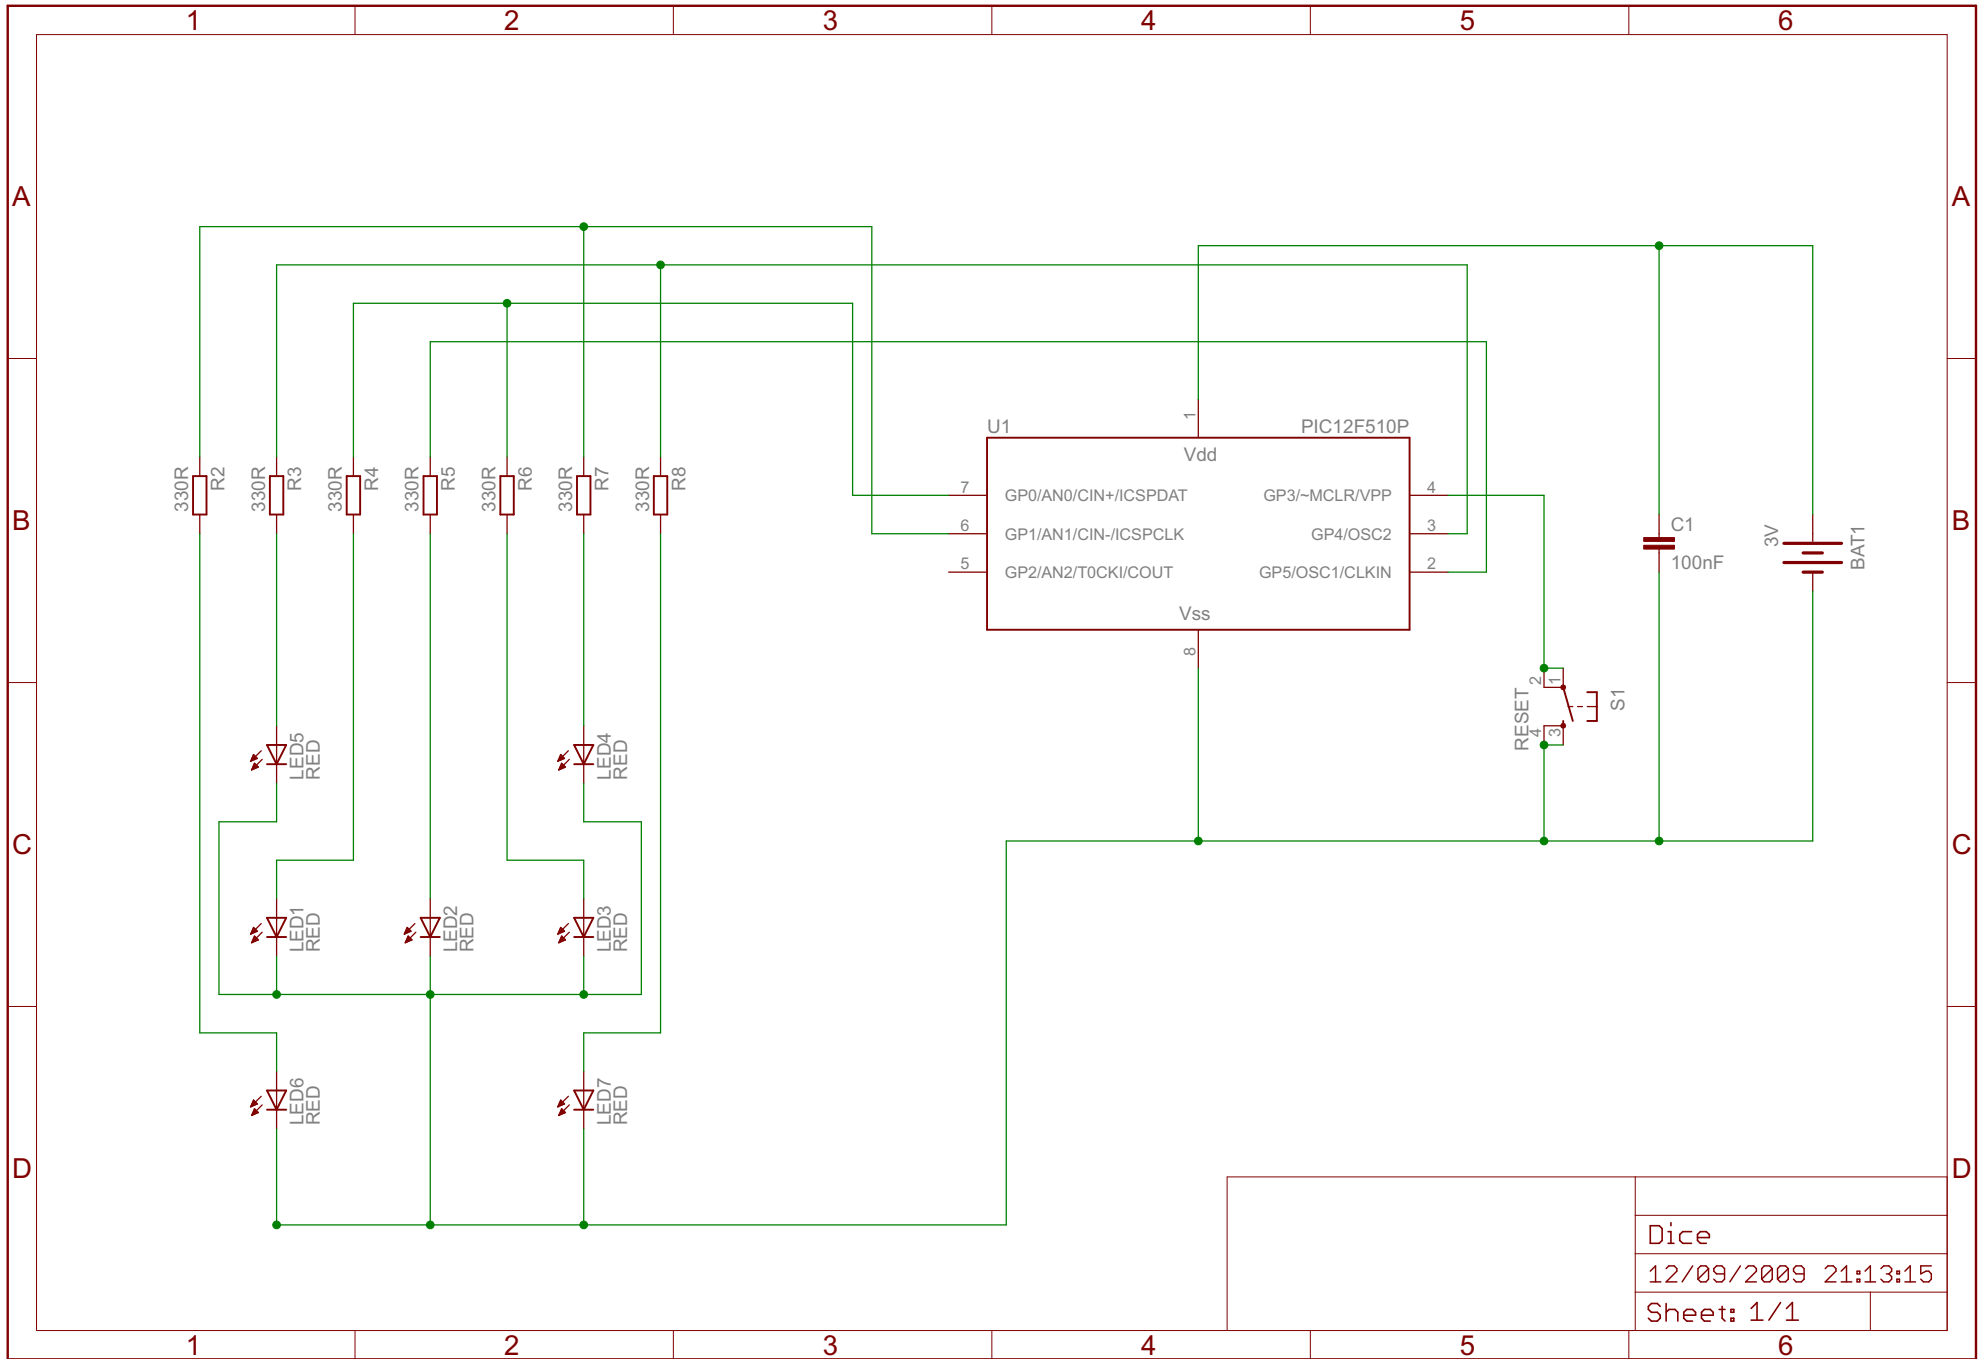 1 2 3 4 5 6
A A
U1 PIC12F510P
1
Vdd
330R R2 330R R3 330R R4 330R R5 330R R6 330R R7 330R R8
7 GP0/AN0/CIN+/ICSPDAT GP3/~MCLR/VPP 4
6 GP1/AN1/CIN-/ICSPCLK GP4/OSC2 3
5 GP2/AN2/T0CKI/COUT GP5/OSC1/CLKIN 2
Vss
8
B B
C1
100nF
3V BAT1
RESET 2 1 4 3 S1
LED5
RED
LED4
RED
C C
LED1
RED
LED2
RED
LED3
RED
LED6
RED
LED7
RED
D D
Dice
12/09/2009 21:13:15
Sheet: 1/1
1 2 3 4 5 6